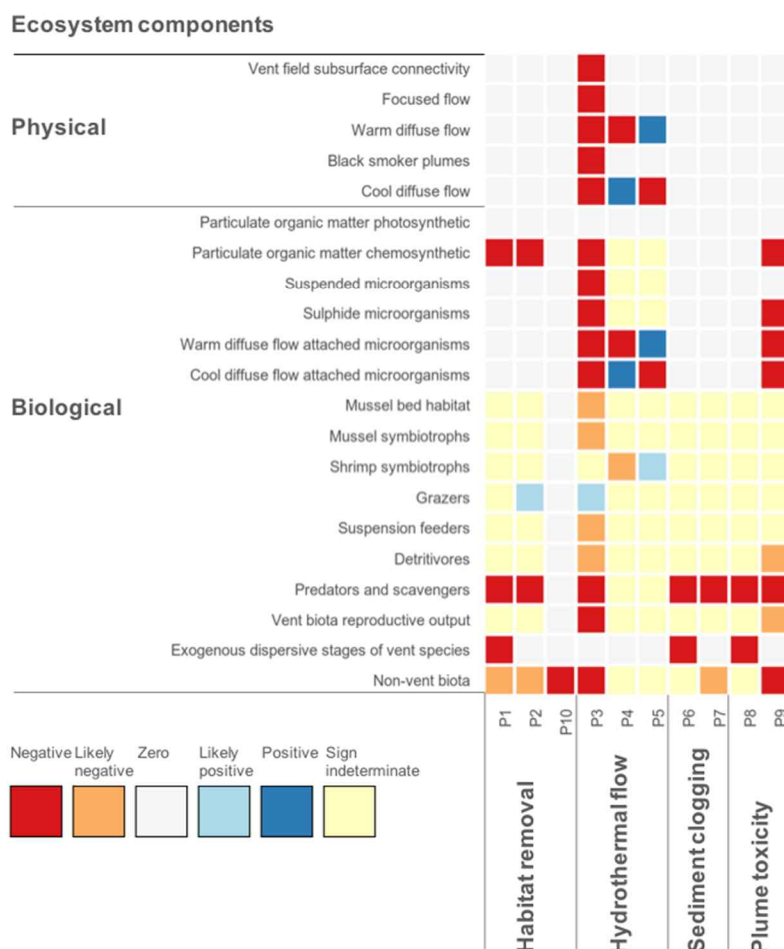 Ecosystem components
Physical
Vent field subsurface connectivity
Focused flow
Warm diffuse flow
Black smoker plumes
Cool diffuse flow
Biological
Particulate organic matter photosynthetic
Particulate organic matter chemosynthetic
Suspended microorganisms
Sulphide microorganisms
Warm diffuse flow attached microorganisms
Cool diffuse flow attached microorganisms
Mussel bed habitat
Mussel symbiotrophs
Shrimp symbiotrophs
Grazers
Suspension feeders
Detritivores
Predators and scavengers
Vent biota reproductive output
Exogenous dispersive stages of vent species
Non-vent biota
P1 P2 P10 P3 P4 P5 P6 P7 P8 P9
Habitat removal
Hydrothermal flow
Sediment clogging
Plume toxicity
Negative
Likely
negative
Zero
Likely
positive
Positive
Sign
indeterminate